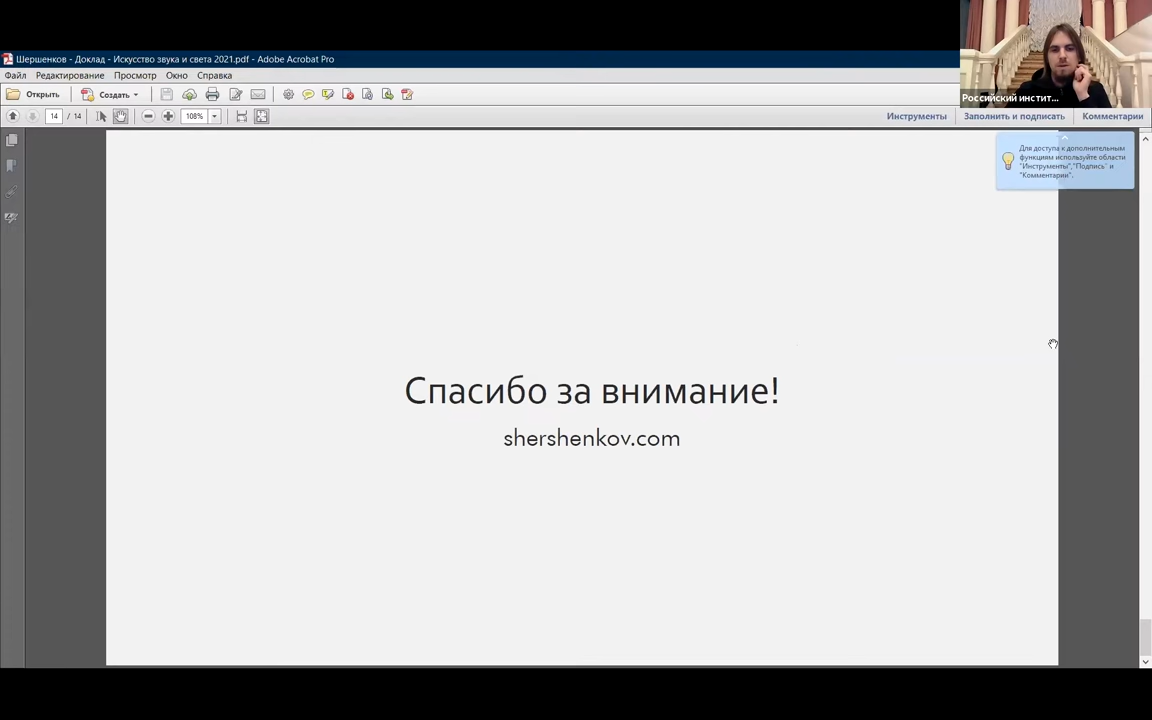 Шершенков - Доклад - Искусство звука и света 2021.pdf - Adobe Acrobat Pro
Файл Редактирование Просмотр Окно Справка
Открыть Создать
14 / 14 108% Инструменты Заполнить и подписать Комментарии
Российский инстит...
Для доступа к дополнительным
функциям используйте области
"Инструменты","Подпись" и
"Комментарии".
Спасибо за внимание!
shershenkov.com